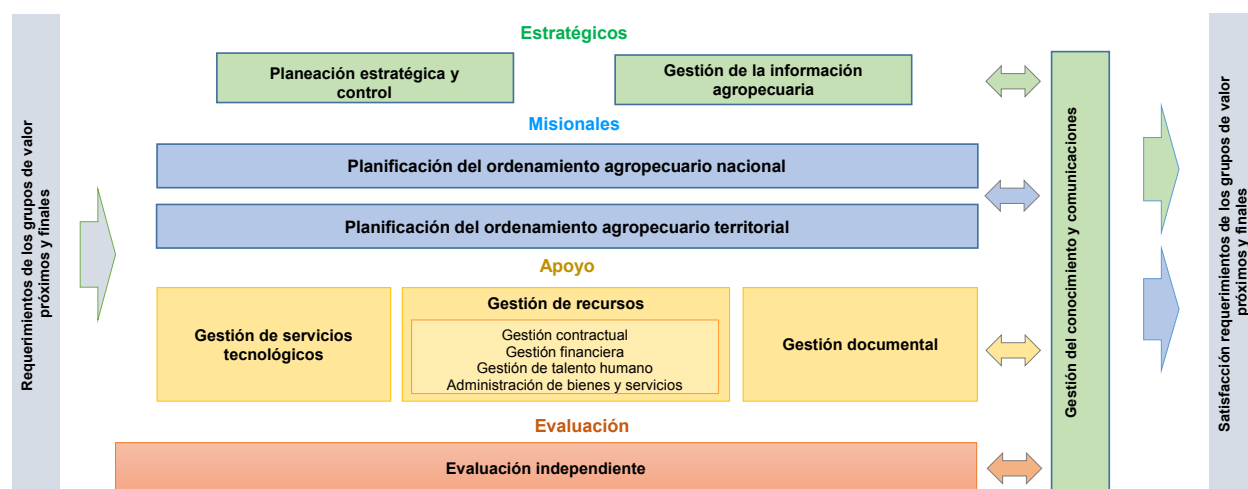 Requerimientos de los grupos de valor
próximos y finales
Estratégicos
Planeación estratégica y
control
Gestión de la información
agropecuaria
Misionales
Planificación del ordenamiento agropecuario nacional
Planificación del ordenamiento agropecuario territorial
Apoyo
Gestión de servicios
tecnológicos
Gestión de recursos
Gestión contractual
Gestión financiera
Gestión de talento humano
Administración de bienes y servicios
Gestión documental
Evaluación
Evaluación independiente
Gestión del conocimiento y comunicaciones
Satisfacción requerimientos de los grupos de valor
próximos y finales